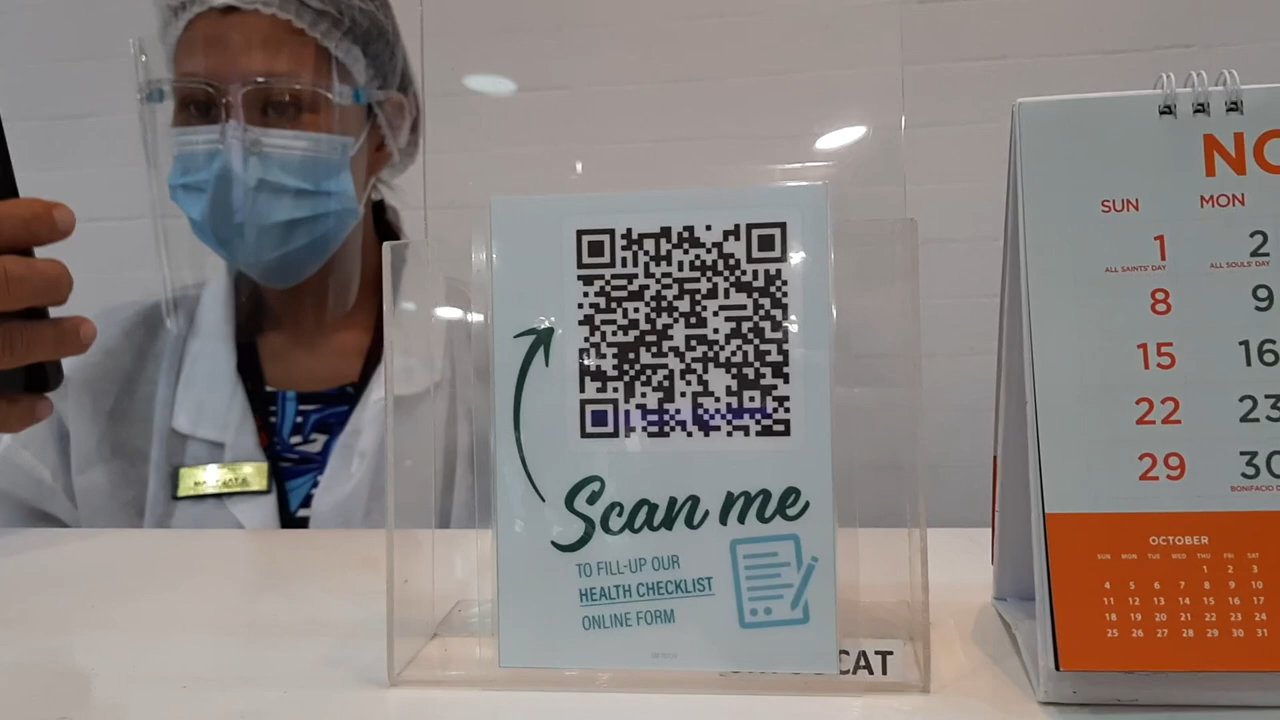 Scan me
TO FILL-UP OUR
HEALTH CHECKLIST
ONLINE FORM
CAT
NO
SUN MON
1 2
ALL SAINTS' DAY ALL SOULS' DAY
8 9
15 16
22 23
29 30
BONIFACIO D
OCTOBER
SUN MON TUE WED THU FRI SAT
1 2 3
4 5 6 7 8 9 10
11 12 13 14 15 16 17
18 19 20 21 22 23 24
25 26 27 28 29 30 31